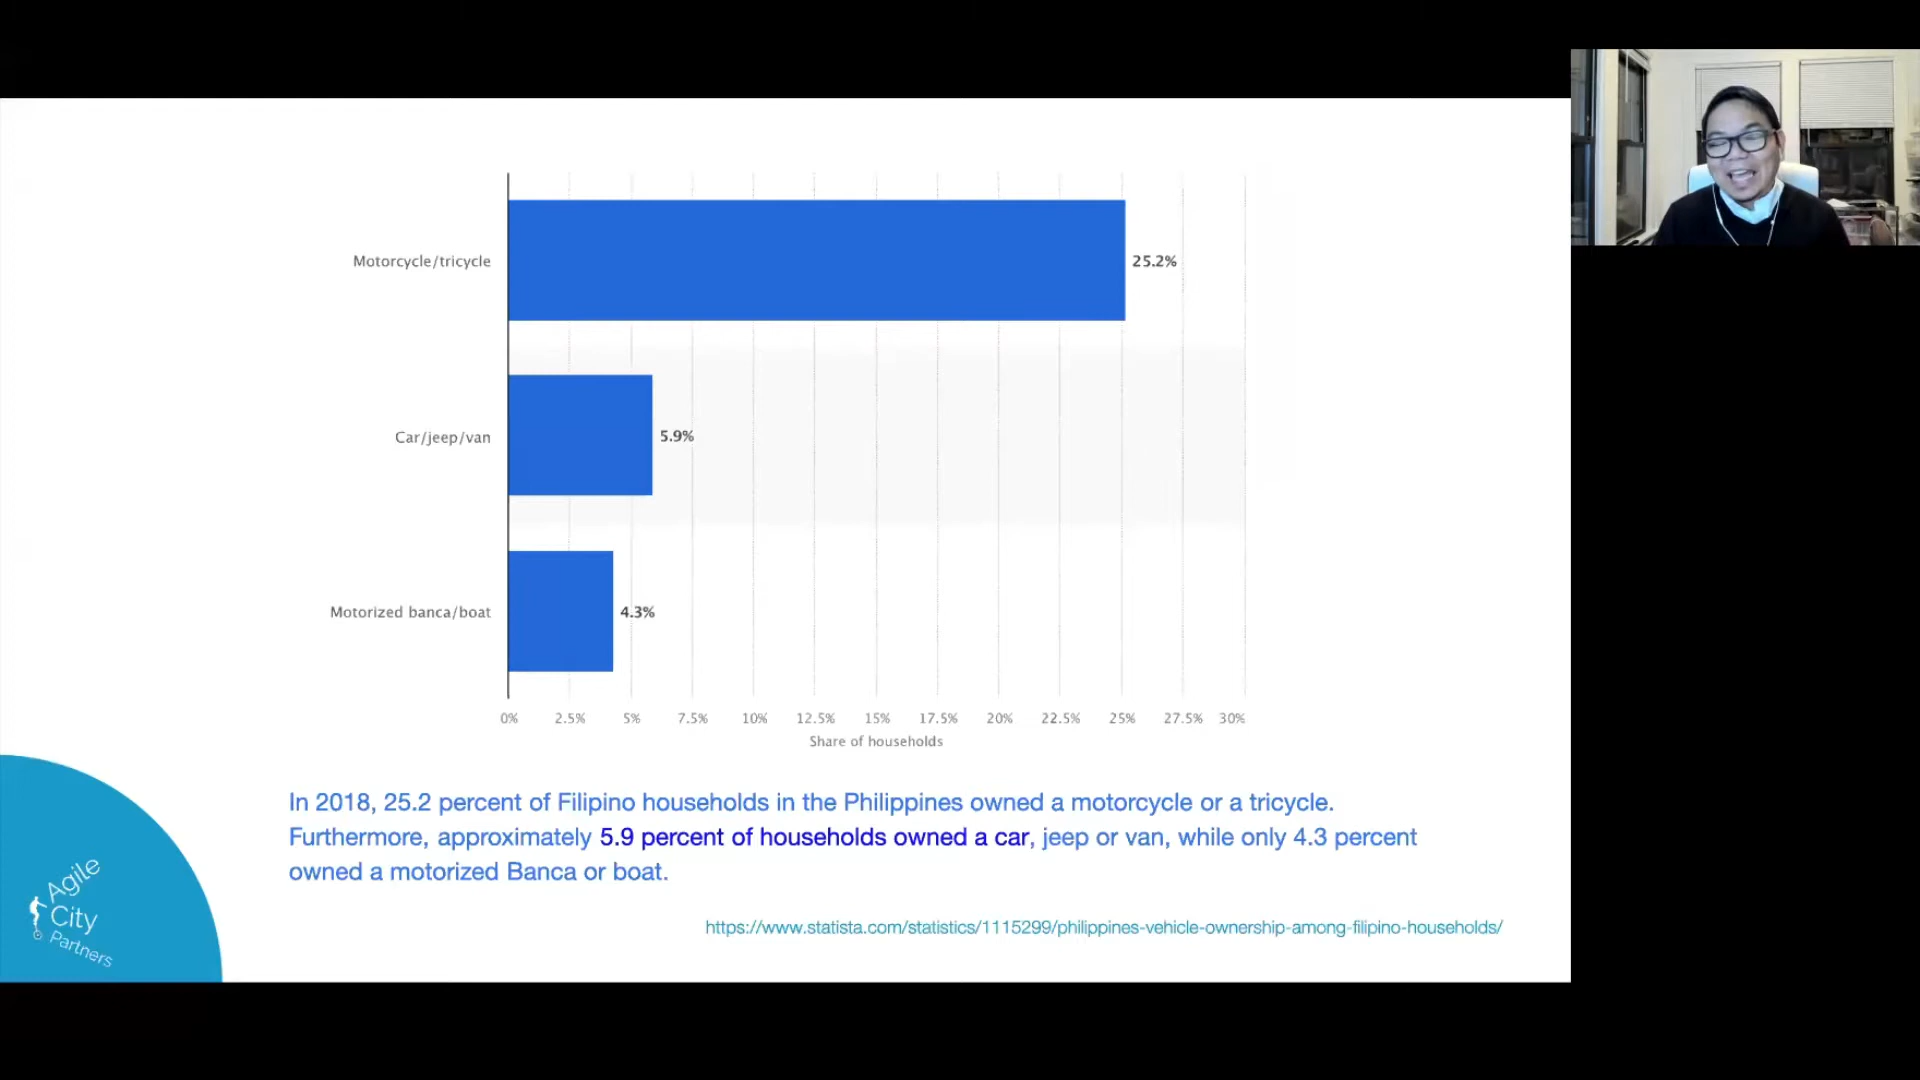 Motorcycle/tricycle
25.2%
Car/jeep/van
5.9%
Motorized banca/boat
4.3%
0% 2.5% 5% 7.5% 10% 12.5% 15% 17.5% 20% 22.5% 25% 27.5% 30%
Share of households
In 2018, 25.2 percent of Filipino households in the Philippines owned a motorcycle or a tricycle.
Furthermore, approximately 5.9 percent of households owned a car, jeep or van, while only 4.3 percent
owned a motorized Banca or boat.
https://www.statista.com/statistics/1115299/philippines-vehicle-ownership-among-filipino-households/
Agile
City
Partners